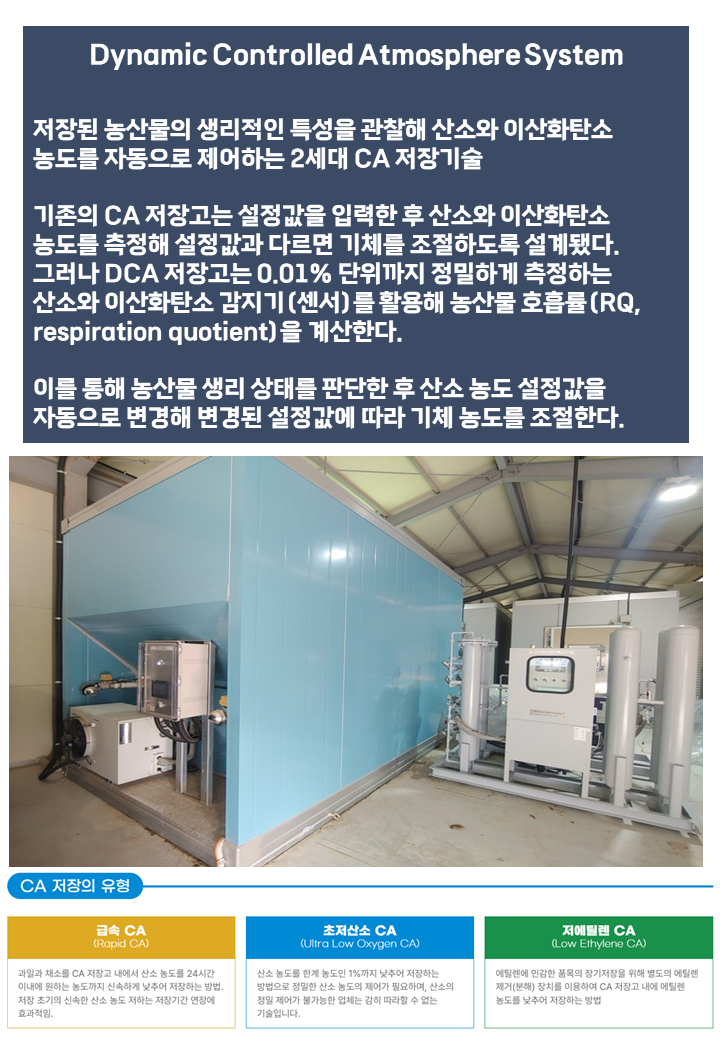 Dynamic Controlled Atmosphere System
저장된 농산물의 생리적인 특성을 관찰해 산소와 이산화탄소
농도를 자동으로 제어하는 2세대 CA 저장기술
기존의 CA 저장고는 설정값을 입력한 후 산소와 이산화탄소
농도를 측정해 설정값과 다르면 기체를 조절하도록 설계됐다.
그러나 DCA 저장고는 0.01% 단위까지 정밀하게 측정하는
산소와 이산화탄소 감지기(센서)를 활용해 농산물 호흡률(RQ,
respiration quotient)을 계산한다.
이를 통해 농산물 생리 상태를 판단한 후 산소 농도 설정값을
자동으로 변경해 변경된 설정값에 따라 기체 농도를 조절한다.
CA 저장의 유형
급속 CA
(Rapid CA)
과일과 채소를 CA 저장고 내에서 산소 농도를 24시간
이내에 원하는 농도까지 신속하게 낮추어 저장하는 방법.
저장 초기의 신속한 산소 농도 저하는 저장기간 연장에
효과적임.
초저산소 CA
(Ultra Low Oxygen CA)
산소 농도를 한계 농도인 1%까지 낮추어 저장하는
방법으로 정밀한 산소 농도의 제어가 필요하며, 산소의
정밀 제어가 불가능한 업체는 감히 따라할 수 없는
기술입니다.
저에틸렌 CA
(Low Ethylene CA)
에틸렌에 민감한 품목의 장기저장을 위해 별도의 에틸렌
제거(분해) 장치를 이용하여 CA 저장고 내에 에틸렌
농도를 낮추어 저장하는 방법